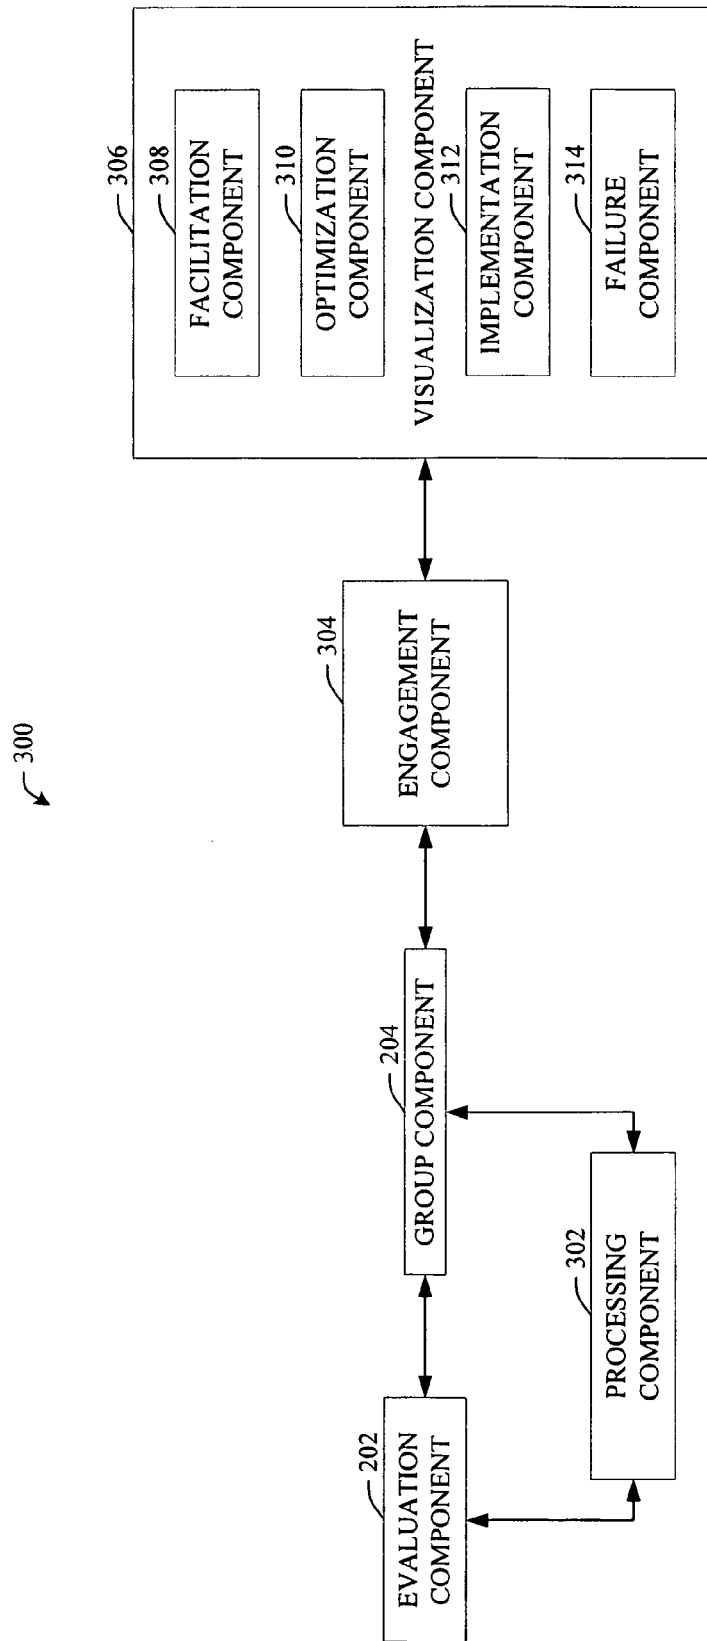 300
202
EVALUATION
COMPONENT
204
GROUP COMPONENT
302
PROCESSING
COMPONENT
304
ENGAGEMENT
COMPONENT
306
308
FACILITATION
COMPONENT
310
OPTIMIZATION
COMPONENT
VISUALIZATION COMPONENT
312
IMPLEMENTATION
COMPONENT
314
FAILURE
COMPONENT